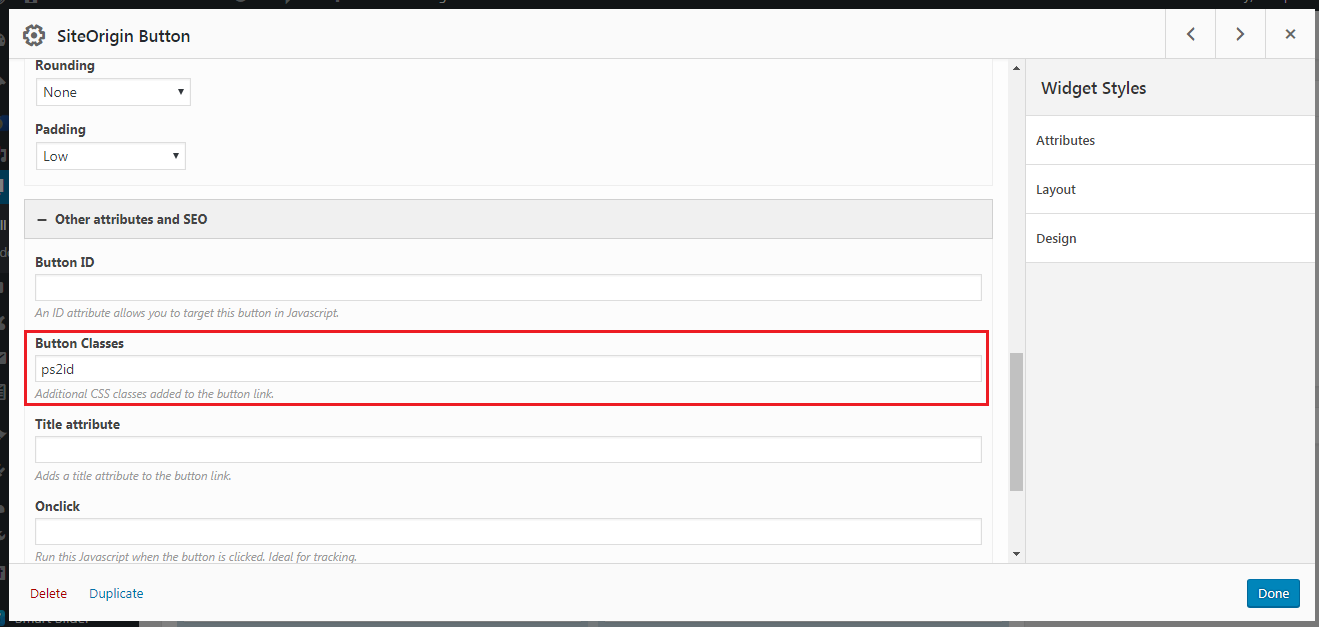 SiteOrigin Button
Rounding
None
Padding
Low
Other attributes and SEO
Button ID
An ID attribute allows you to target this button in Javascript.
Button Classes
ps2id
Additional CSS classes added to the button link.
Title attribute
Adds a title attribute to the button link.
Onclick
Run this Javascript when the button is clicked. Ideal for tracking.
Widget Styles
Attributes
Layout
Design
Delete Duplicate
Done
Smart Slider